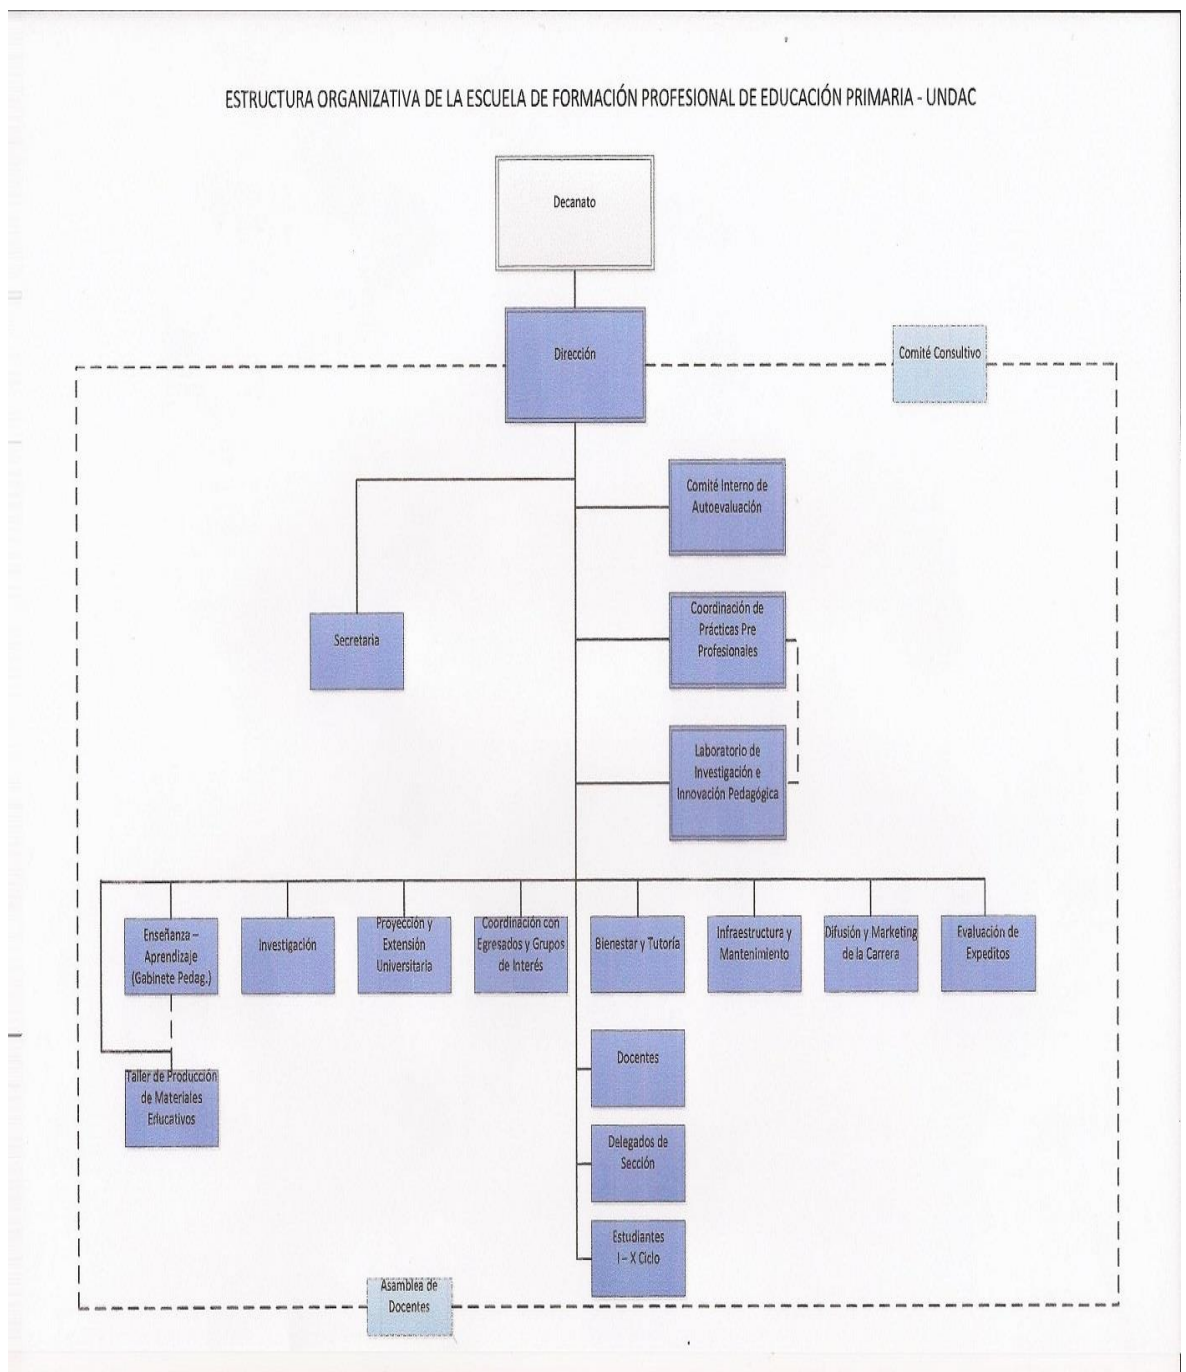 ESTRUCTURA ORGANIZATIVA DE LA ESCUELA DE FORMACIÓN PROFESIONAL DE EDUCACIÓN PRIMARIA - UNDAC
Decanato
Dirección
Comité Consultivo
Comité Interno de
Autoevaluación
Coordinación de
Prácticas Pre
Profesionales
Secretaria
Laboratorio de
Investigación e
Innovación Pedagógica
Enseñanza –
Aprendizaje
(Gabinete Pedag.)
Investigación
Proyección y
Extensión
Universitaria
Coordinación con
Egresados y Grupos
de Interés
Bienestar y Tutoría
Infraestructura y
Mantenimiento
Difusión y Marketing
de la Carrera
Evaluación de
Expeditos
Taller de Producción
de Materiales
Educativos
Docentes
Delegados de
Sección
Estudiantes
I – X Ciclo
Asamblea de
Docentes